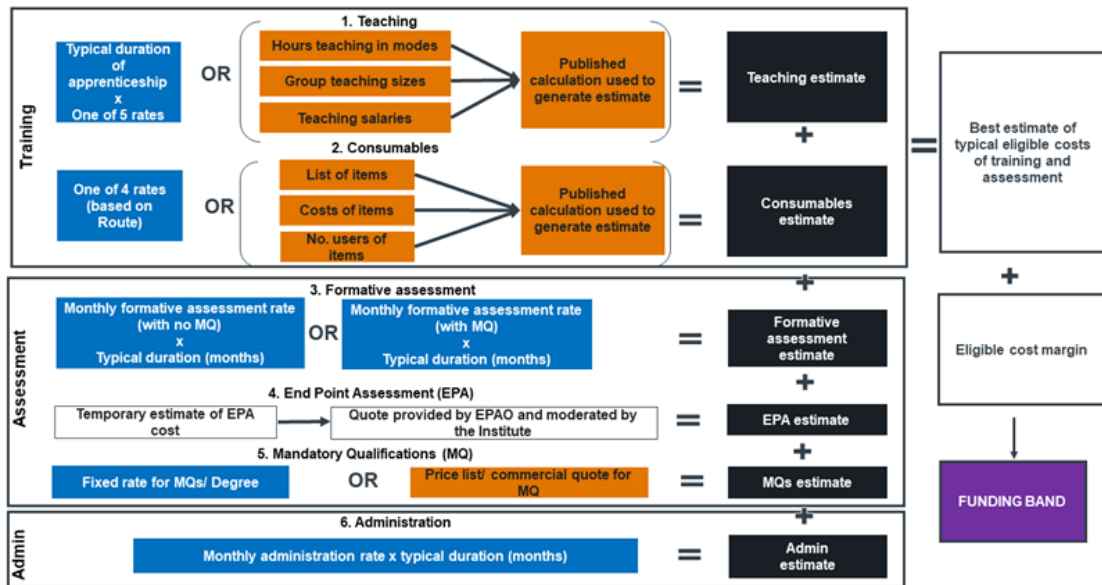 1. Teaching
Training
Typical duration
of
apprenticeship
x
One of 5 rates
OR
Hours teaching in modes
Group teaching sizes
Teaching salaries
Published
calculation used to
generate estimate
=
Teaching estimate
+
2. Consumables
One of 4 rates
(based on
Route)
OR
List of items
Costs of items
No. users of
items
Published
calculation used to
generate estimate
=
Consumables
estimate
=
Best estimate of
typical eligible costs
of training and
assessment
+
Eligible cost margin
FUNDING BAND
+
Assessment
3. Formative assessment
Monthly formative assessment rate
(with no MQ)
x
Typical duration (months)
OR
Monthly formative assessment rate
(with MQ)
x
Typical duration (months)
=
Formative
assessment
estimate
+
4. End Point Assessment (EPA)
Temporary estimate of EPA
cost
Quote provided by EPAO and moderated by
the Institute
=
EPA estimate
+
5. Mandatory Qualifications (MQ)
Fixed rate for MQs/ Degree
OR
Price list/ commercial quote for
MQ
=
MQs estimate
+
Admin
6. Administration
Monthly administration rate x typical duration (months)
=
Admin
estimate